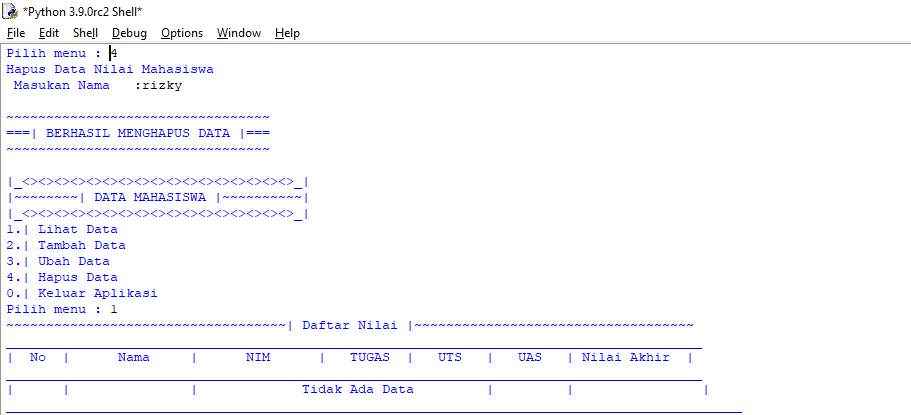 *Python 3.9.0rc2 Shell*
File Edit Shell Debug Options Window Help
Pilih menu : 4
Hapus Data Nilai Mahasiswa
 Masukan Nama   :rizky
~~~~~~~~~~~~~~~~~~~~~~~~~~~~~~~~~
===| BERHASIL MENGHAPUS DATA |===
~~~~~~~~~~~~~~~~~~~~~~~~~~~~~~~~~
|_<><><><><><><><><><><><><><><><><>_|
|~~~~~~~~| DATA MAHASISWA |~~~~~~~~~~|
|_<><><><><><><><><><><><><><><><><>_|
1.| Lihat Data
2.| Tambah Data
3.| Ubah Data
4.| Hapus Data
0.| Keluar Aplikasi
Pilih menu : 1
~~~~~~~~~~~~~~~~~~~~~~~~~~~~~~~~~~~| Daftar Nilai |~~~~~~~~~~~~~~~~~~~~~~~~~~~~~~~~~~~
_______________________________________________________________________________________
|  No  |      Nama     |      NIM      |   TUGAS  |   UTS   |   UAS   | Nilai Akhir  |
_______________________________________________________________________________________
|      |               |             Tidak Ada Data         |         |                |
____________________________________________________________________________________________